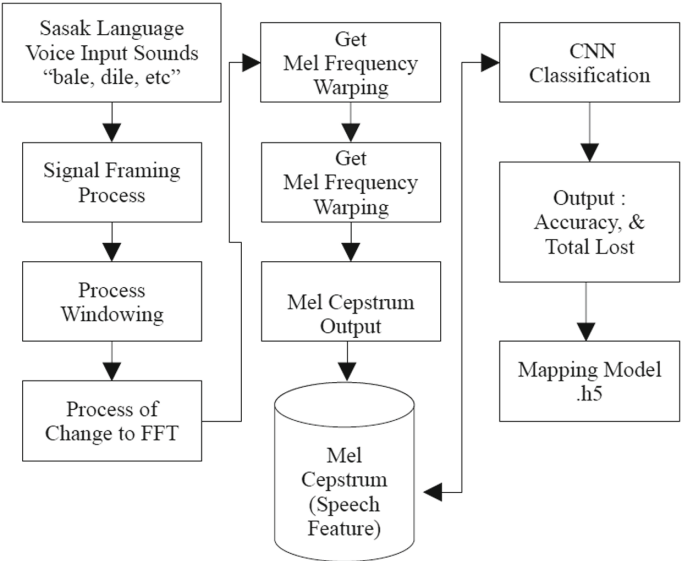 Sasak Language
Voice Input Sounds
“bale, dile, etc”
Signal Framing
Process
Process
Windowing
Process of
Change to FFT
Get
Mel Frequency
Warping
Get
Mel Frequency
Warping
Mel Cepstrum
Output
Mel
Cepstrum
(Speech
Feature)
CNN
Classification
Output :
Accuracy, &
Total Lost
Mapping Model
.h5